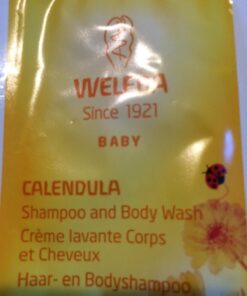 WELEDA
Since 1921
BABY
CALENDULA
Shampoo and Body Wash
Crème lavante Corps
et Cheveux
Haar- en Bodyshampoo